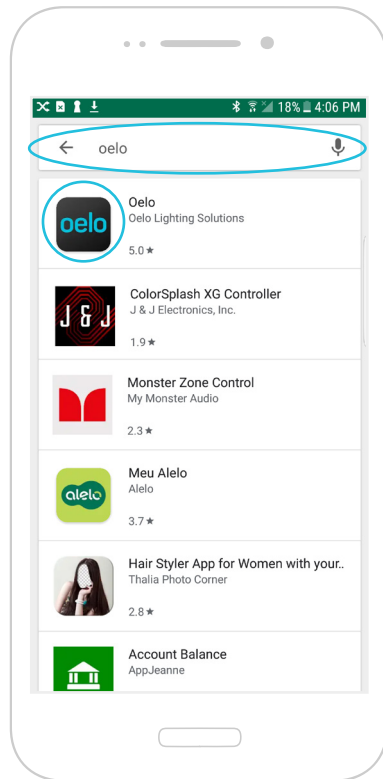 18% 4:06 PM
oelo
oelo
Oelo
Oelo Lighting Solutions
5.0 ★
J & J
ColorSplash XG Controller
J & J Electronics, Inc.
1.9 ★
Monster Zone Control
My Monster Audio
2.3 ★
alelo
Meu Alelo
Alelo
3.7 ★
Hair Styler App for Women with your..
Thalia Photo Corner
2.8 ★
Account Balance
AppJeanne